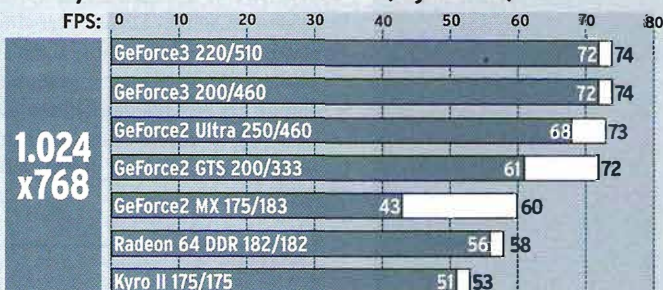 FPS: 0 10 20 30 40 50 60 70 80
1.024
x768
GeForce3 220/510 72 74
GeForce3 200/460 72 74
GeForce2 Ultra 250/460 68 73
GeForce2 GTS 200/333 61 72
GeForce2 MX 175/183 43 60
Radeon 64 DDR 182/182 56 58
Kyro II 175/175 51 53